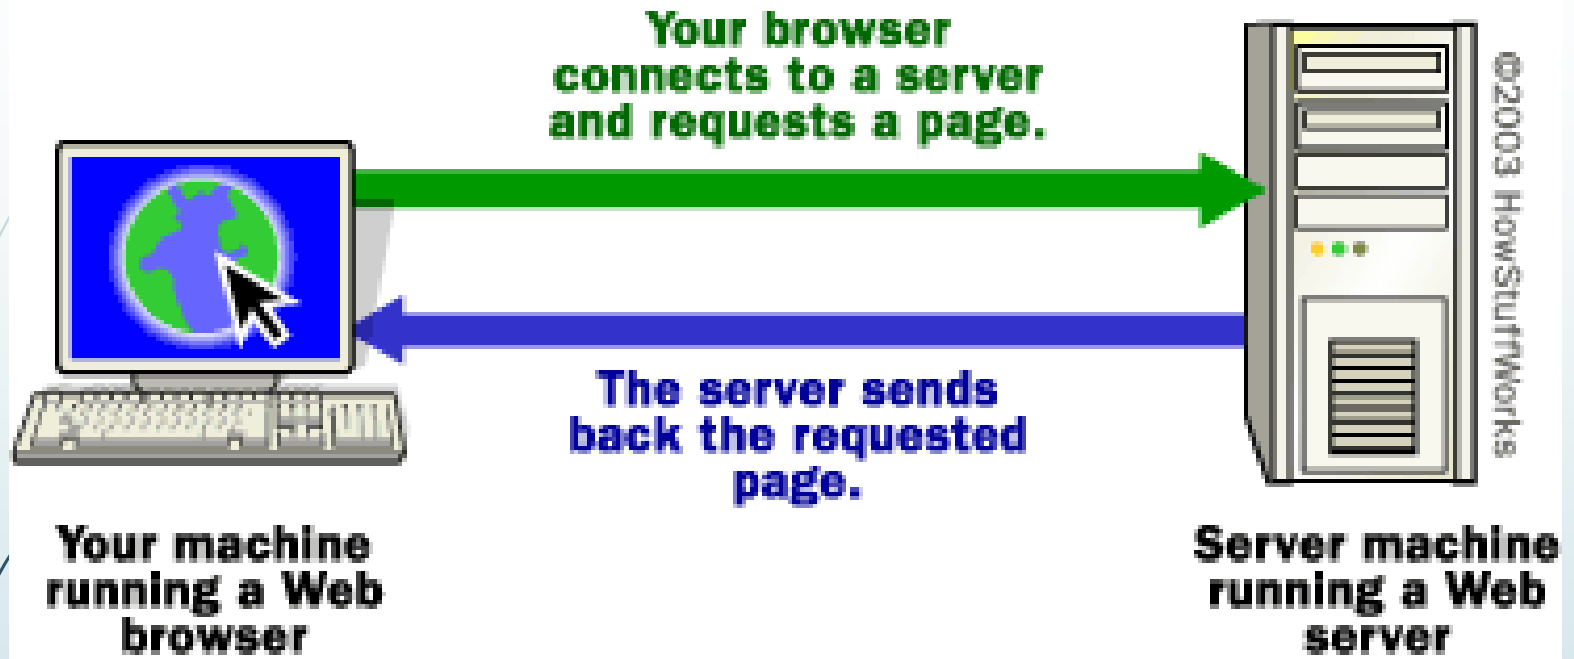 Your browser
connects to a server
and requests a page.
©2003 HowStuffWorks
The server sends
back the requested
page.
Your machine
running a Web
browser
Server machine
running a Web
server